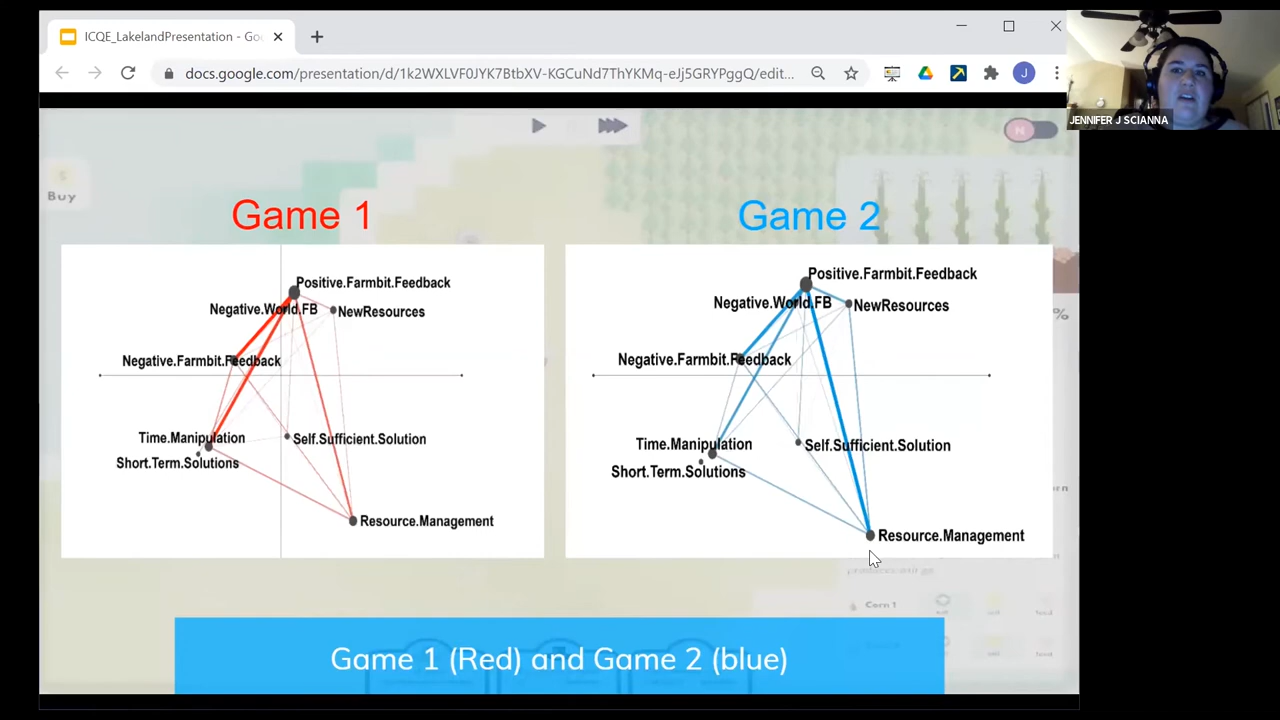 ICQE_LakelandPresentation - Goo
docs.google.com/presentation/d/1k2WXLVF0JYK7BtbXV-KGCuNd7ThYKMq-eJj5GRYPggQ/edit...
J
JENNIFER J SCIANNA
N
Buy
Game 1
Game 2
Positive.Farmbit.Feedback
Negative.World.FB
NewResources
Negative.Farmbit.Feedback
Time.Manipulation
Self.Sufficient.Solution
Short.Term.Solutions
Resource.Management
Positive.Farmbit.Feedback
Negative.World.FB
NewResources
%
Negative.Farmbit.Feedback
Time.Manipulation
Self.Sufficient.Solution
Short.Term.Solutions
Resource.Management
Corn 1
Game 1 (Red) and Game 2 (blue)